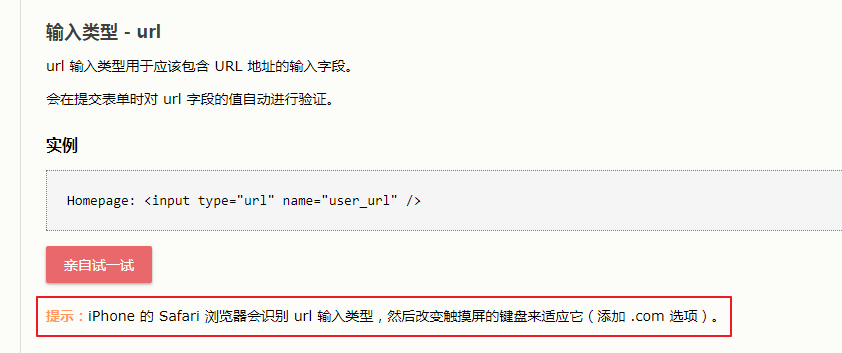 输入类型 - url
url 输入类型用于应该包含 URL 地址的输入字段。
会在提交表单时对 url 字段的值自动进行验证。
实例
Homepage: <input type="url" name="user_url" />
亲自试一试
提示：iPhone 的 Safari 浏览器会识别 url 输入类型，然后改变触摸屏的键盘来适应它（添加 .com 选项）。